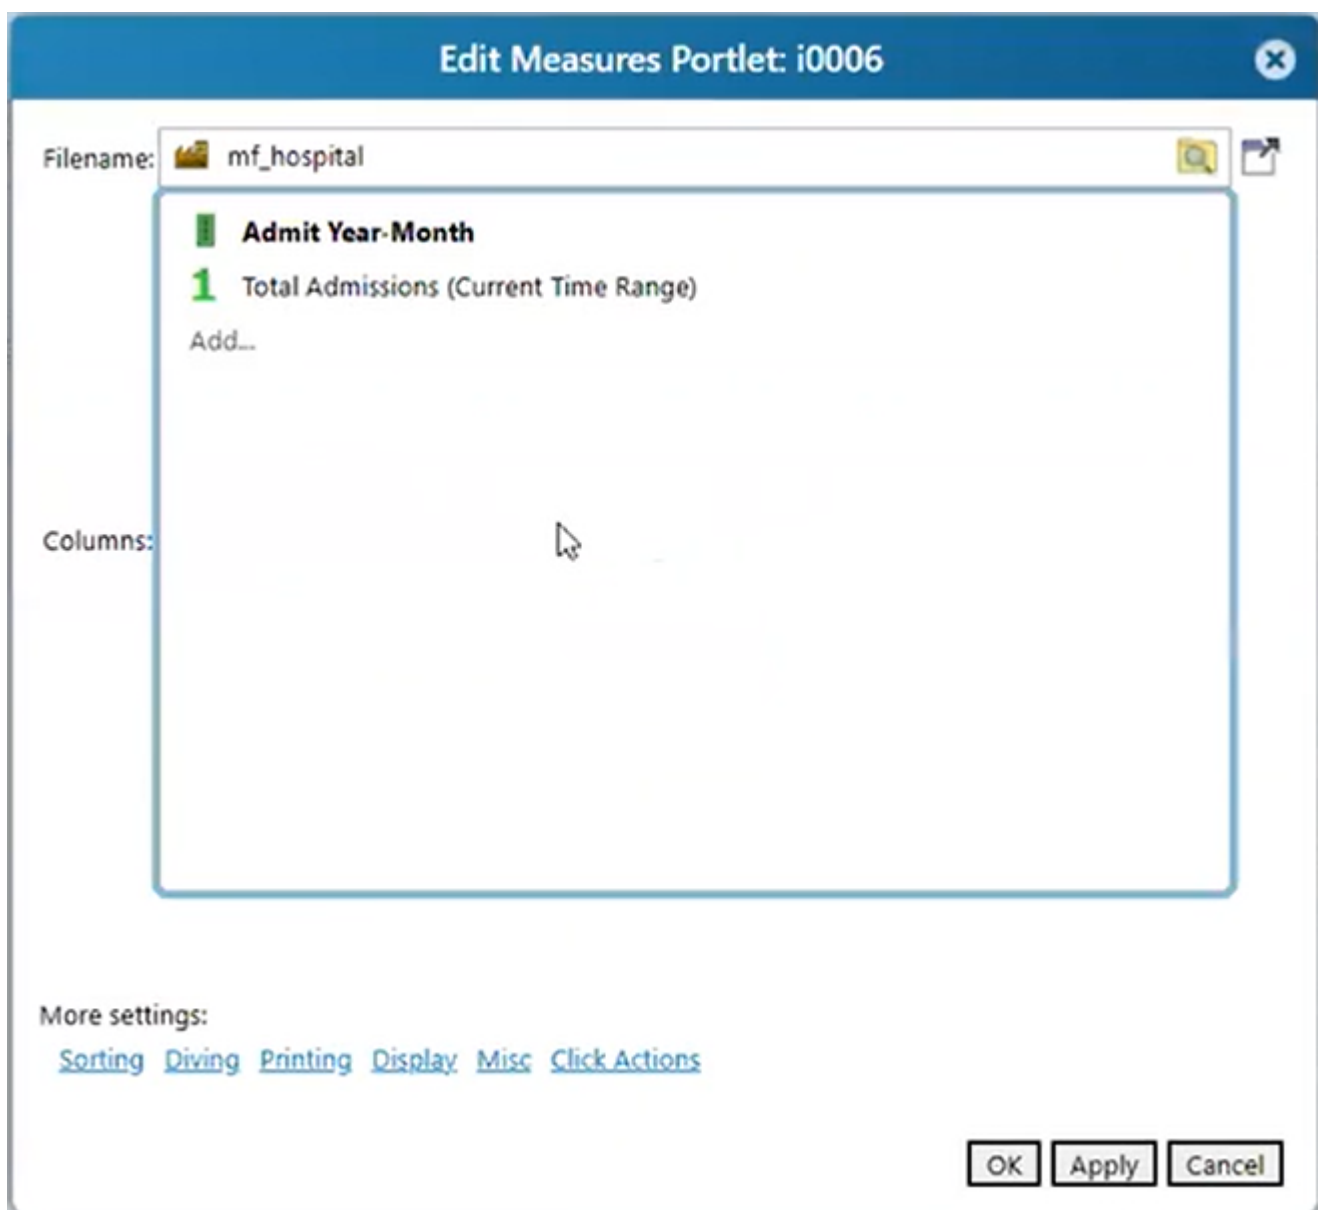 Edit Measures Portlet: i0006
Filename: mf_hospital
Admit Year-Month
1 Total Admissions (Current Time Range)
Add...
Columns:
More settings:
Sorting Diving Printing Display Misc Click Actions
OK Apply Cancel